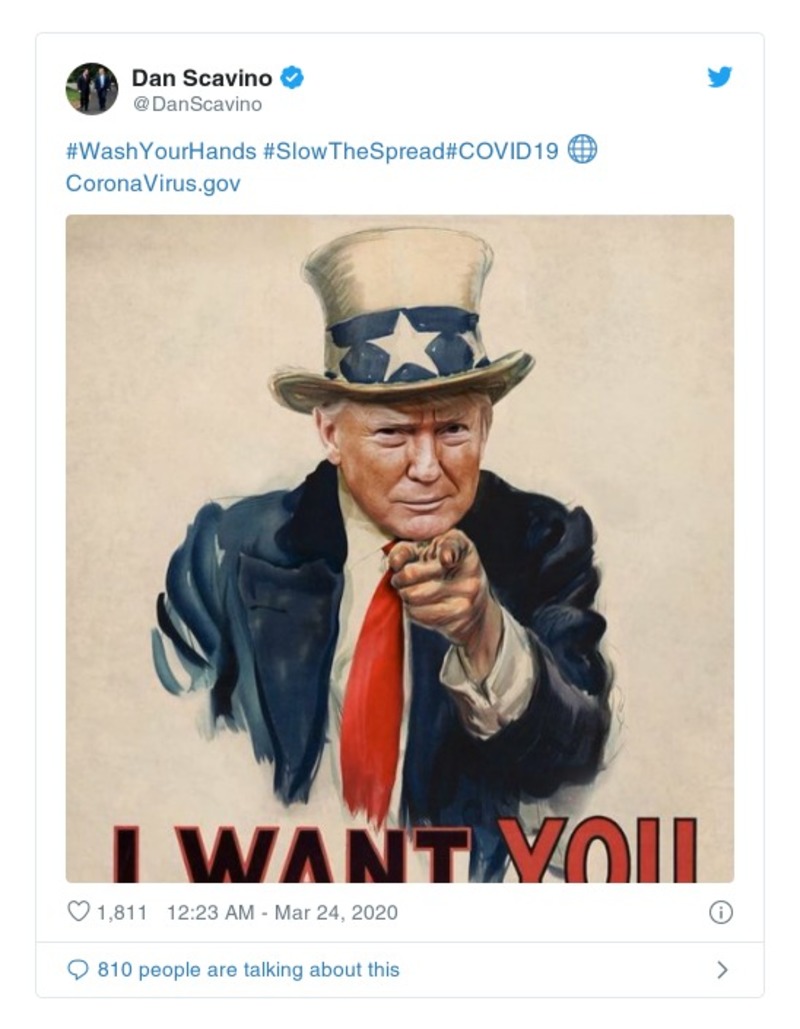 Dan Scavino
@DanScavino
#WashYourHands #SlowTheSpread#COVID19
CoronaVirus.gov
I WANT YOU
1,811 12:23 AM - Mar 24, 2020
810 people are talking about this